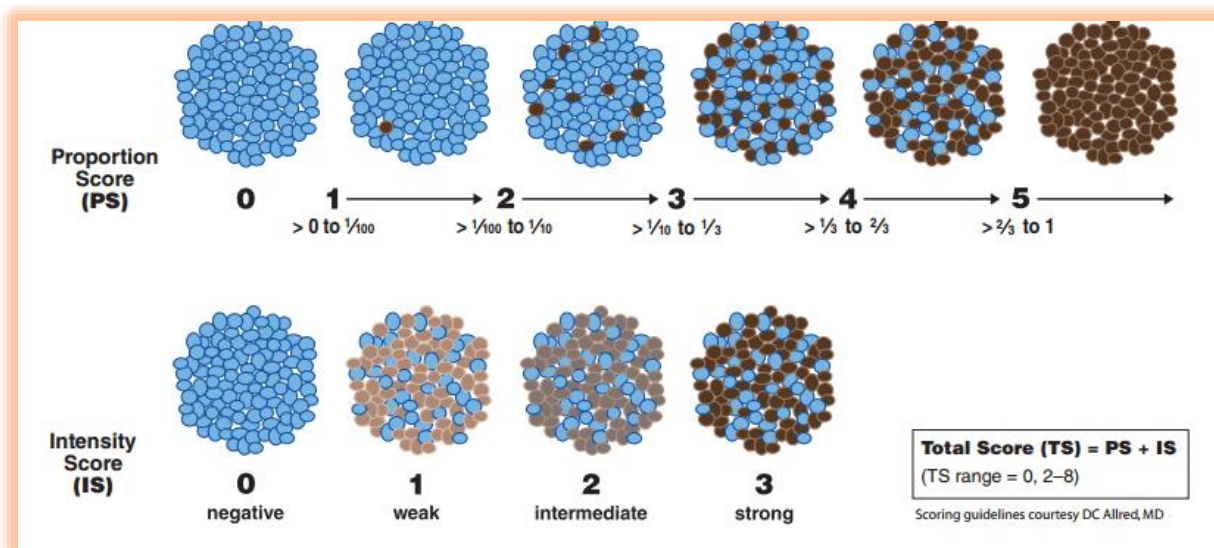 Proportion
Score
(PS)
0 1 2 3 4 5
> 0 to 1⁄100 > 1⁄100 to 1⁄10 > 1⁄10 to 1⁄3 > 1⁄3 to 2⁄3 > 2⁄3 to 1
Intensity
Score
(IS)
0 1 2 3
negative weak intermediate strong
Total Score (TS) = PS + IS
(TS range = 0, 2–8)
Scoring guidelines courtesy DC Allred, MD